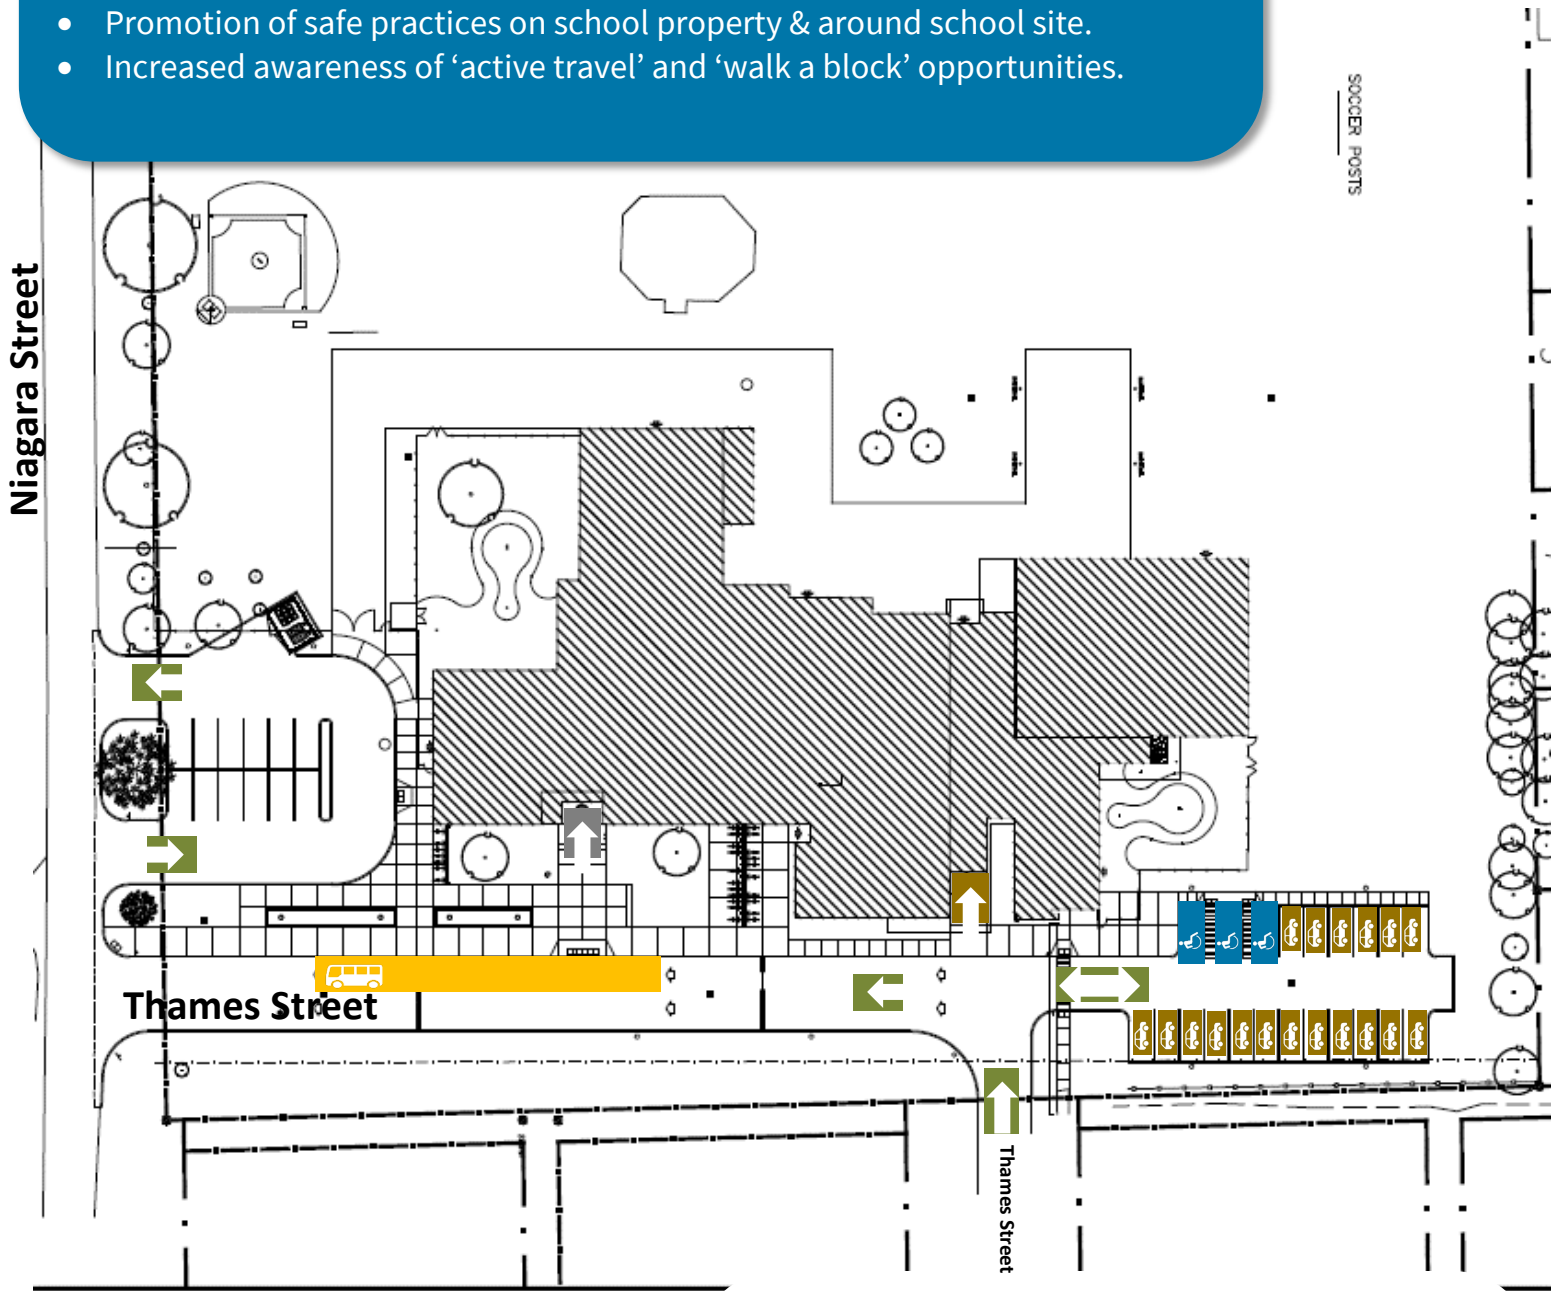 • Promotion of safe practices on school property & around school site.
• Increased awareness of ‘active travel’ and ‘walk a block’ opportunities.
SOCCER POSTS
Niagara Street
Thames Street
Thames Street